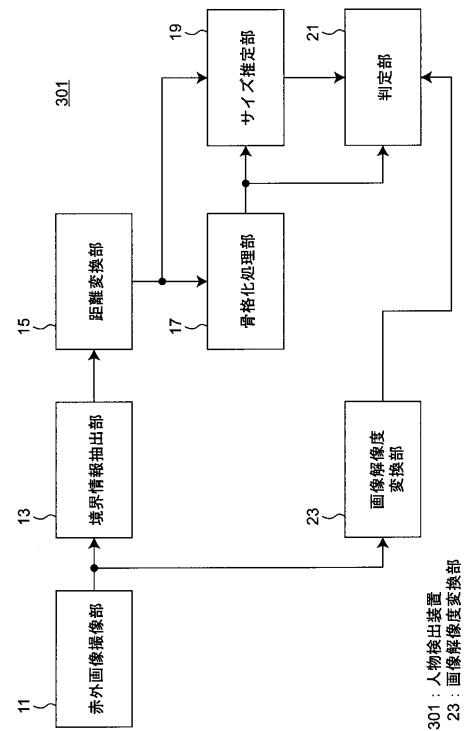 301
11
赤外画像撮像部
13
境界情報抽出部
15
距離変換部
17
骨格化処理部
19
サイズ推定部
21
判定部
23
画像解像度
変換部
301：人物検出装置
23：画像解像度変換部